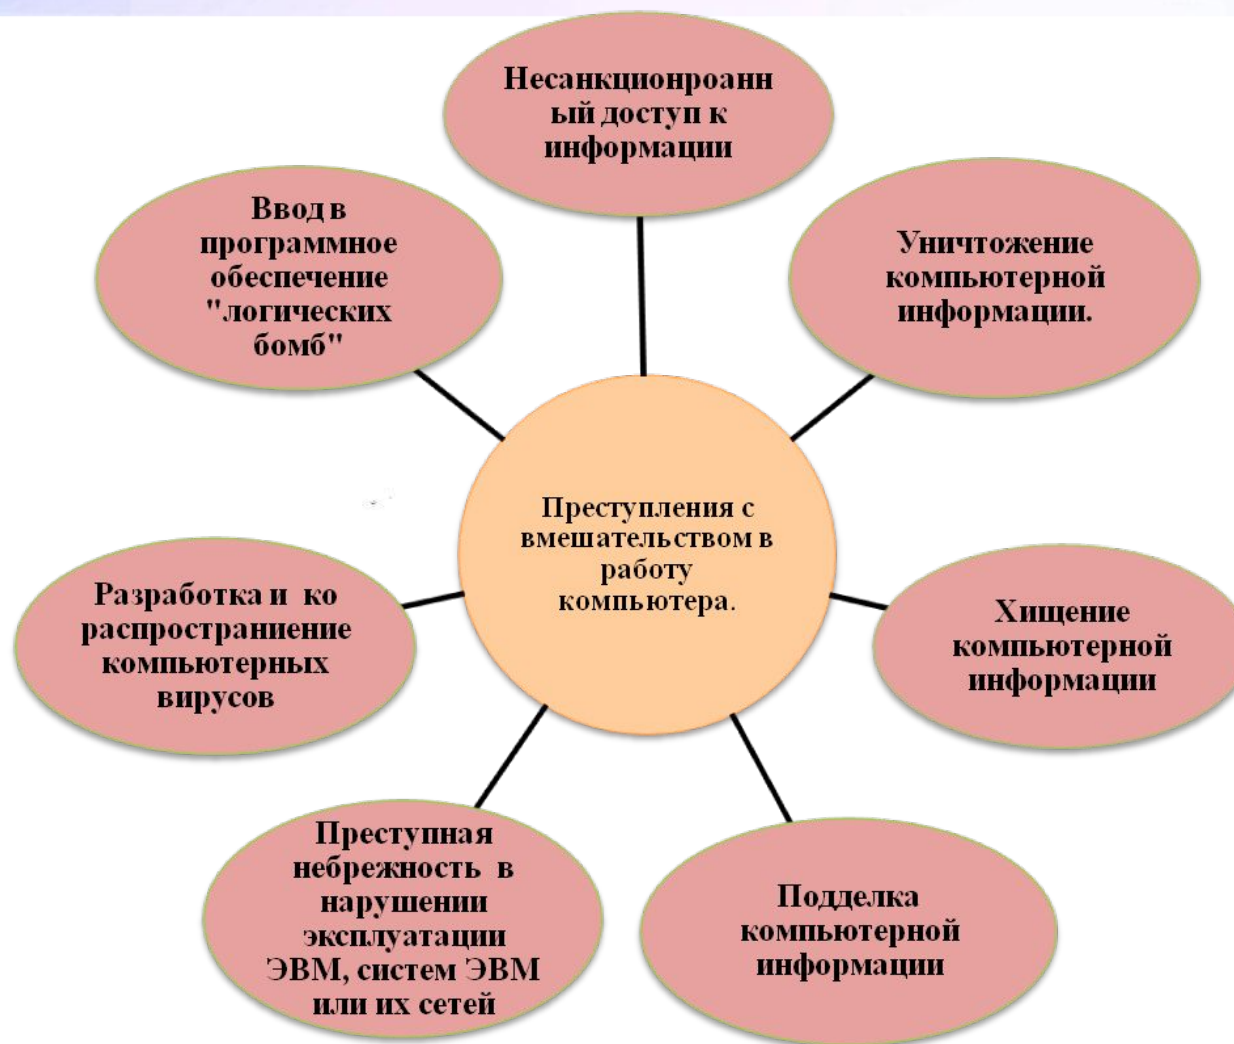 Несанкционроанн
ый доступ к
информации
Уничтожение
компьютерной
информации.
Хищение
компьютерной
информации
Подделка
компьютерной
информации
Преступная
небрежность в
нарушении
эксплуатации
ЭВМ, систем ЭВМ
или их сетей
Разработка и ко
распространиение
компьютерных
вирусов
Ввод в
программное
обеспечение
"логических
бомб"
Преступления с
вмешательством в
работу
компьютера.